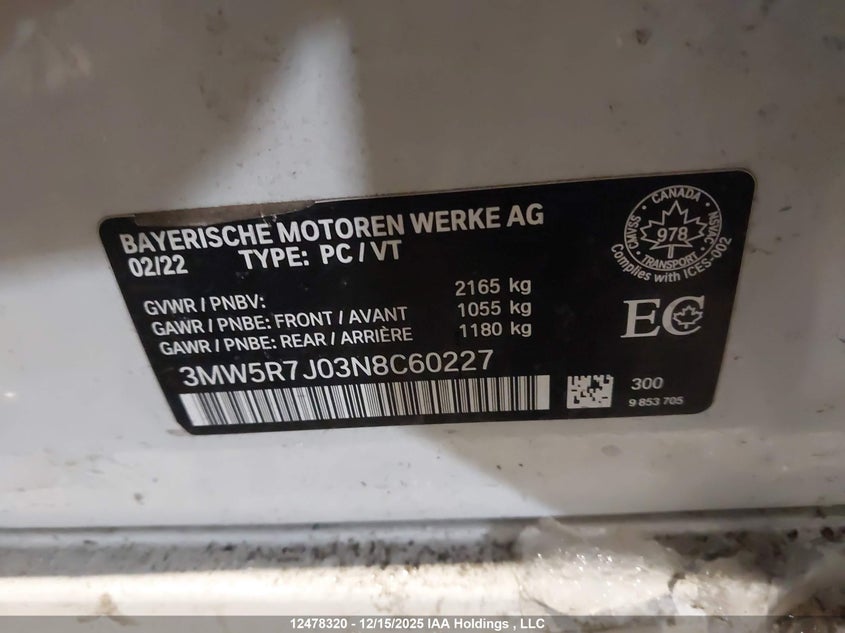 BAYERISCHE MOTOREN WERKE AG
02/22 TYPE: PC / VT
GVWR / PNBV: 2165 kg
GAWR / PNBE: FRONT / AVANT 1055 kg
GAWR / PNBE: REAR / ARRIÈRE 1180 kg
3MW5R7J03N8C60227
CANADA
CMVSS
NSVAC
978
TRANSPORT
Complies with ICES-002
EC
300
9 853 705
12478320 - 12/15/2025 IAA Holdings , LLC